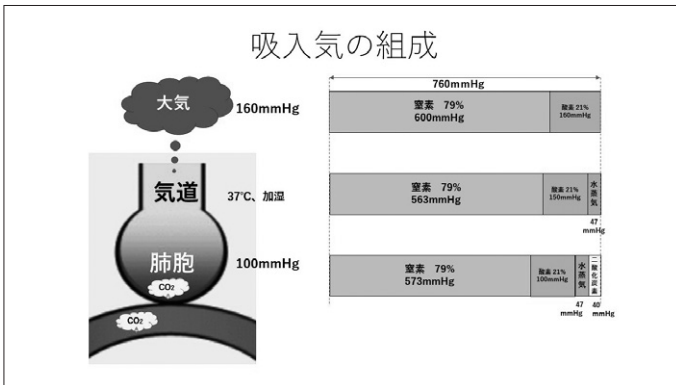 吸入気の組成
大気
160mmHg
気道
37℃、加湿
肺胞
100mmHg
CO₂
CO₂
760mmHg
窒素 79%
600mmHg
酸素 21%
160mmHg
窒素 79%
563mmHg
酸素 21%
150mmHg
水蒸気
47
mmHg
窒素 79%
573mmHg
酸素 21%
100mmHg
水蒸気
二酸化炭素
47 40
mmHg mmHg